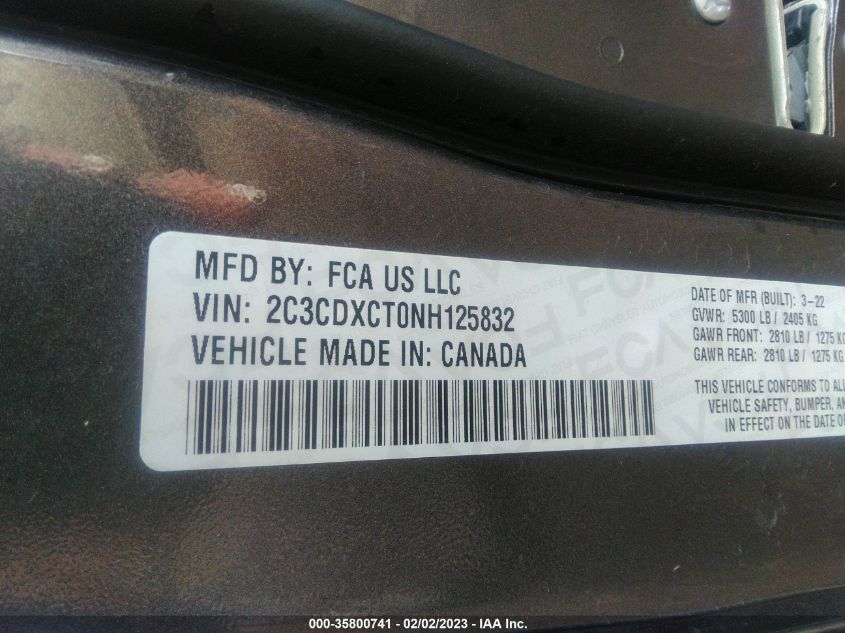 MFD BY: FCA US LLC
VIN: 2C3CDXCT0NH125832
VEHICLE MADE IN: CANADA
DATE OF MFR (BUILT): 3-22
GVWR: 5300 LB / 2405 KG
GAWR FRONT: 2810 LB / 1275 KG
GAWR REAR: 2810 LB / 1275 KG
THIS VEHICLE CONFORMS TO ALL
VEHICLE SAFETY, BUMPER, AN
IN EFFECT ON THE DATE O
000-35800741 - 02/02/2023 - IAA Inc.